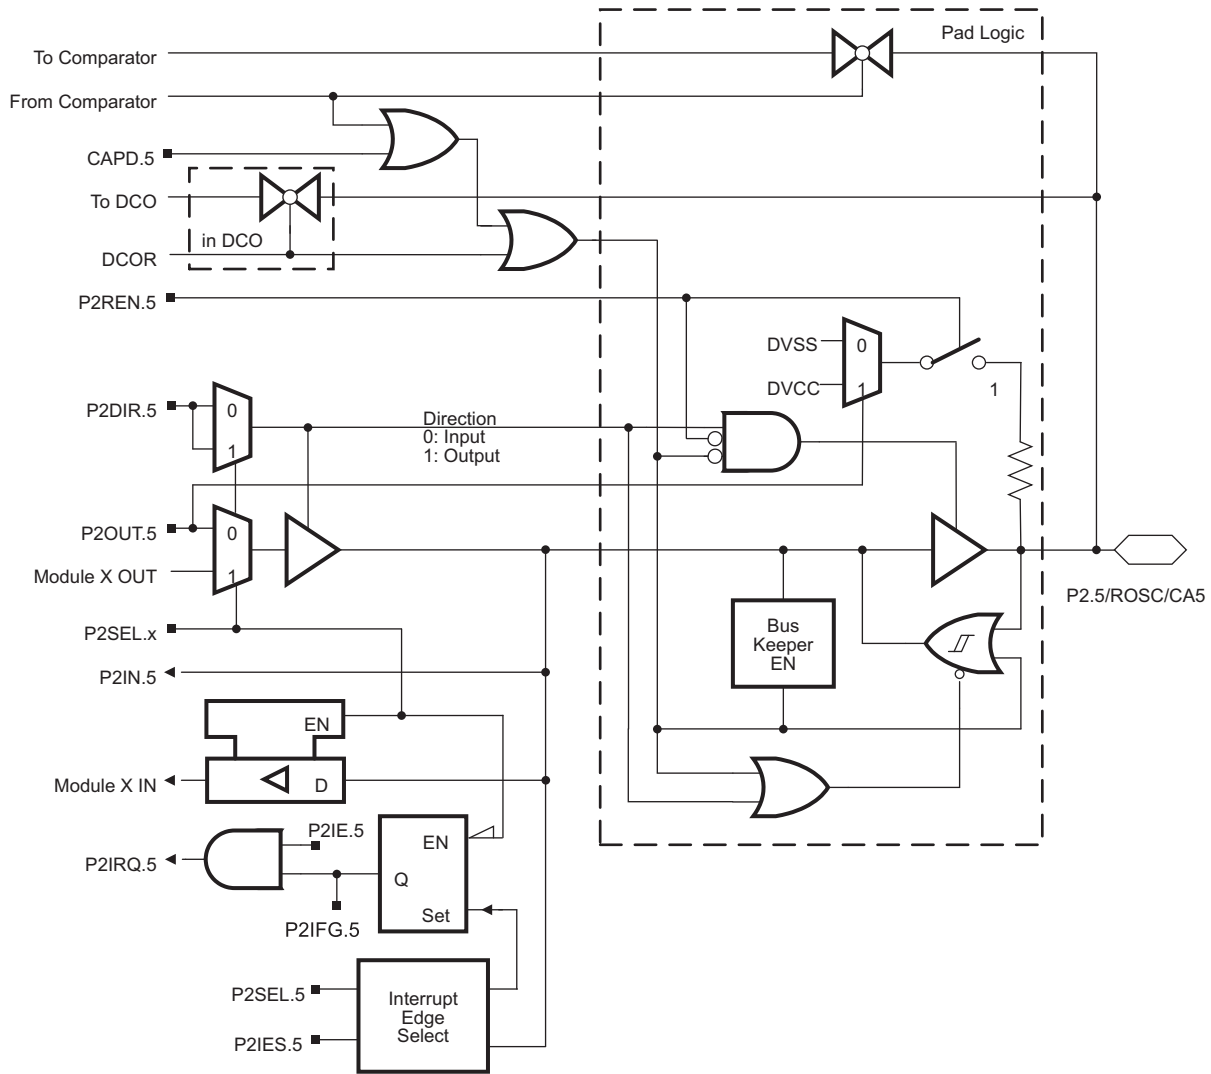 Pad Logic
To Comparator
From Comparator
CAPD.5
To DCO
in DCO
DCOR
P2REN.5
DVSS
0
DVCC
1
1
P2DIR.5
0
1
Direction
0: Input
1: Output
P2OUT.5
0
Module X OUT
1
P2.5/ROSC/CA5
P2SEL.x
Bus
Keeper
EN
P2IN.5
EN
Module X IN
D
P2IE.5
EN
P2IRQ.5
Q
Set
P2IFG.5
P2SEL.5
Interrupt
Edge
Select
P2IES.5